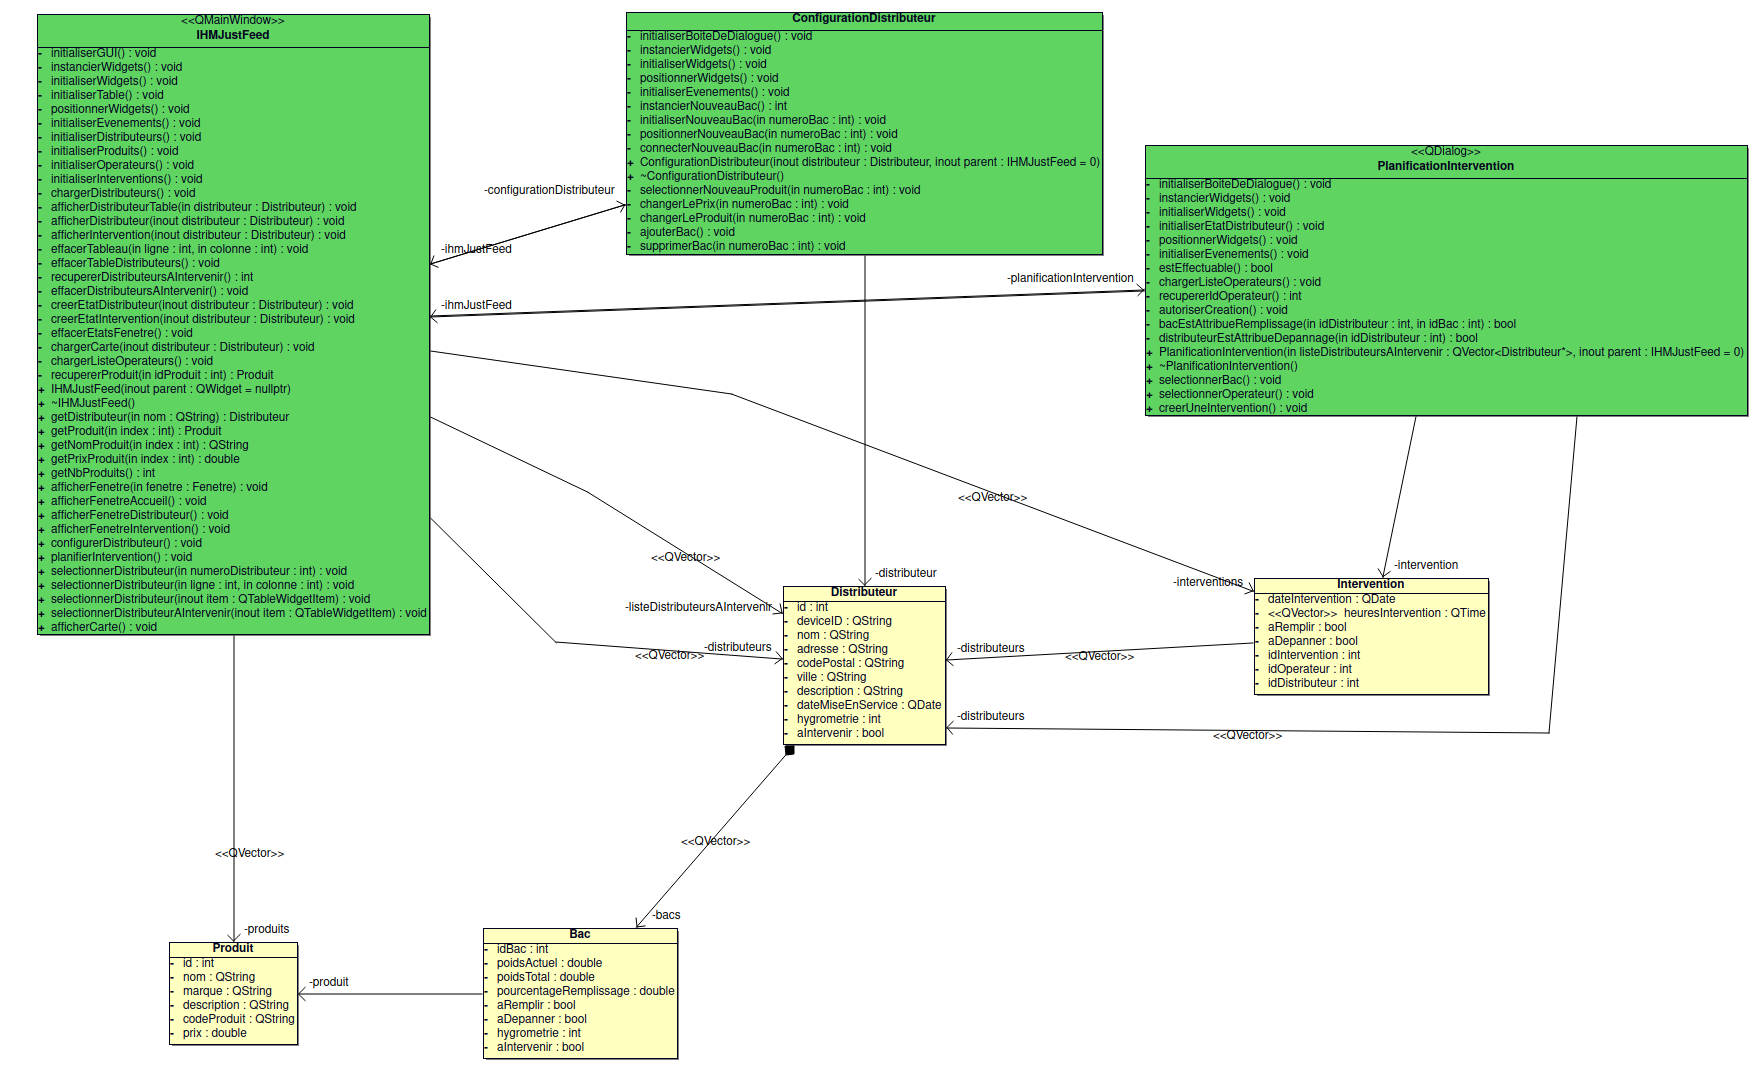 <<QMainWindow>>
IHMJustFeed
- initialiserGUI() : void
- instancierWidgets() : void
- initialiserWidgets() : void
- initialiserTable() : void
- positionnerWidgets() : void
- initialiserEvenements() : void
- initialiserDistributeurs() : void
- initialiserProduits() : void
- initialiserOperateurs() : void
- initialiserInterventions() : void
- chargerDistributeurs() : void
- afficherDistributeurTable(in distributeur : Distributeur) : void
- afficherDistributeur(inout distributeur : Distributeur) : void
- afficherIntervention(inout distributeur : Distributeur) : void
- effacerTableau(in ligne : int, in colonne : int) : void
- effacerTableDistributeurs() : void
- recupererDistributeursAIntervenir() : int
- effacerDistributeursAIntervenir() : void
- creerEtatDistributeur(inout distributeur : Distributeur) : void
- creerEtatIntervention(inout distributeur : Distributeur) : void
- effacerEtatsFenetre() : void
- chargerCarte(inout distributeur : Distributeur) : void
- chargerListeOperateurs() : void
- recupererProduit(in idProduit : int) : Produit
+ IHMJustFeed(inout parent : QWidget = nullptr)
+ ~IHMJustFeed()
+ getDistributeur(in nom : QString) : Distributeur
+ getProduit(in index : int) : Produit
+ getNomProduit(in index : int) : QString
+ getPrixProduit(in index : int) : double
+ getNbProduits() : int
+ afficherFenetre(in fenetre : Fenetre) : void
+ afficherFenetreAccueil() : void
+ afficherFenetreDistributeur() : void
+ afficherFenetreIntervention() : void
+ configurerDistributeur() : void
+ planifierIntervention() : void
+ selectionnerDistributeur(in numeroDistributeur : int) : void
+ selectionnerDistributeur(in ligne : int, in colonne : int) : void
+ selectionnerDistributeur(inout item : QTableWidgetItem) : void
+ selectionnerDistributeurAIntervenir(inout item : QTableWidgetItem) : void
+ afficherCarte() : void
ConfigurationDistributeur
- initialiserBoiteDeDialogue() : void
- instancierWidgets() : void
- initialiserWidgets() : void
- positionnerWidgets() : void
- initialiserEvenements() : void
- instancierNouveauBac() : int
- initialiserNouveauBac(in numeroBac : int) : void
- positionnerNouveauBac(in numeroBac : int) : void
- connecterNouveauBac(in numeroBac : int) : void
+ ConfigurationDistributeur(inout distributeur : Distributeur, inout parent : IHMJustFeed = 0)
+ ~ConfigurationDistributeur()
- selectionnerNouveauProduit(in numeroBac : int) : void
- changerLePrix(in numeroBac : int) : void
- changerLeProduit(in numeroBac : int) : void
- ajouterBac() : void
- supprimerBac(in numeroBac : int) : void
<<QDialog>>
PlanificationIntervention
- initialiserBoiteDeDialogue() : void
- instancierWidgets() : void
- initialiserWidgets() : void
- initialiserEtatDistributeur() : void
- positionnerWidgets() : void
- initialiserEvenements() : void
- estEffectuable() : bool
- chargerListeOperateurs() : void
- recupererIdOperateur() : int
- autoriserCreation() : void
- bacEstAttribueRemplissage(in idDistributeur : int, in idBac : int) : bool
- distributeurEstAttribueDepannage(in idDistributeur : int) : bool
+ PlanificationIntervention(in listeDistributeursAIntervenir : QVector<Distributeur*>, inout parent : IHMJustFeed = 0)
+ ~PlanificationIntervention()
+ selectionnerBac() : void
+ selectionnerOperateur() : void
+ creerUneIntervention() : void
-configurationDistributeur
-ihmJustFeed
-planificationIntervention
-ihmJustFeed
<<QVector>>
<<QVector>>
-distributeur
-intervention
-interventions
-listeDistributeursAIntervenir
-distributeurs
<<QVector>>
Distributeur
- id : int
- deviceID : QString
- nom : QString
- adresse : QString
- codePostal : QString
- ville : QString
- description : QString
- dateMiseEnService : QDate
- hygrometrie : int
- aIntervenir : bool
Intervention
- dateIntervention : QDate
- <<QVector>> heuresIntervention : QTime
- aRemplir : bool
- aDepanner : bool
- idIntervention : int
- idOperateur : int
- idDistributeur : int
-distributeurs
<<QVector>>
-distributeurs
<<QVector>>
<<QVector>>
<<QVector>>
-bacs
-produits
Produit
- id : int
- nom : QString
- marque : QString
- description : QString
- codeProduit : QString
- prix : double
-produit
Bac
- idBac : int
- poidsActuel : double
- poidsTotal : double
- pourcentageRemplissage : double
- aRemplir : bool
- aDepanner : bool
- hygrometrie : int
- aIntervenir : bool